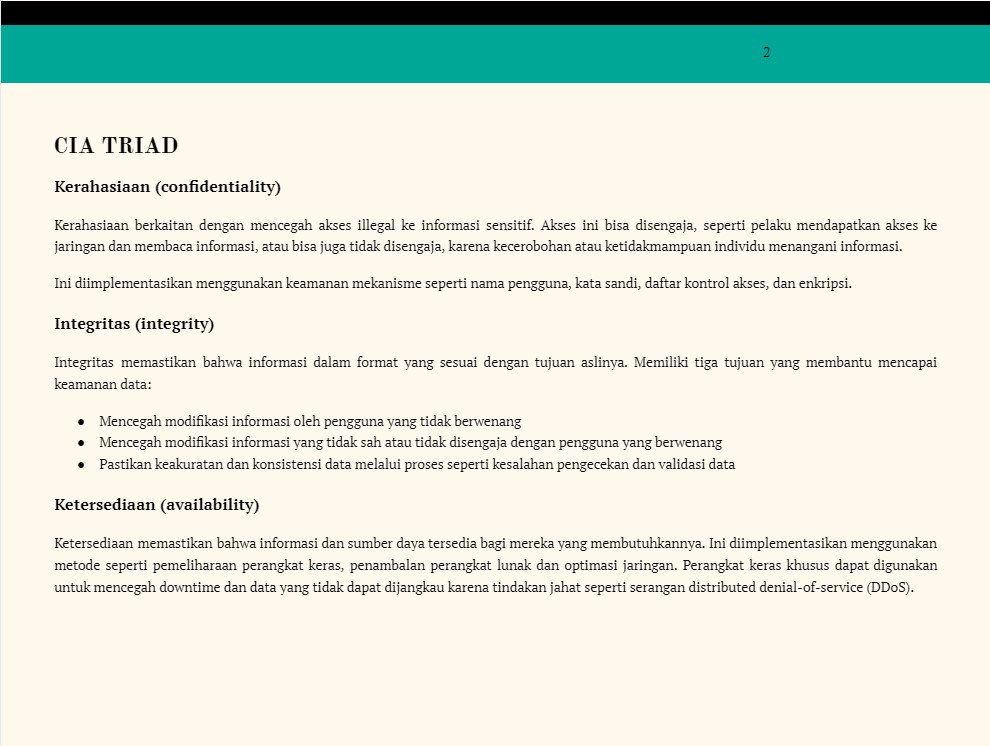 2
CIA TRIAD
Kerahasiaan (confidentiality)
Kerahasiaan berkaitan dengan mencegah akses illegal ke informasi sensitif. Akses ini bisa disengaja, seperti pelaku mendapatkan akses ke
jaringan dan membaca informasi, atau bisa juga tidak disengaja, karena kecerobohan atau ketidakmampuan individu menangani informasi.
Ini diimplementasikan menggunakan keamanan mekanisme seperti nama pengguna, kata sandi, daftar kontrol akses, dan enkripsi.
Integritas (integrity)
Integritas memastikan bahwa informasi dalam format yang sesuai dengan tujuan aslinya. Memiliki tiga tujuan yang membantu mencapai
keamanan data:
● Mencegah modifikasi informasi oleh pengguna yang tidak berwenang
● Mencegah modifikasi informasi yang tidak sah atau tidak disengaja dengan pengguna yang berwenang
● Pastikan keakuratan dan konsistensi data melalui proses seperti kesalahan pengecekan dan validasi data
Ketersediaan (availability)
Ketersediaan memastikan bahwa informasi dan sumber daya tersedia bagi mereka yang membutuhkannya. Ini diimplementasikan menggunakan
metode seperti pemeliharaan perangkat keras, penambalan perangkat lunak dan optimasi jaringan. Perangkat keras khusus dapat digunakan
untuk mencegah downtime dan data yang tidak dapat dijangkau karena tindakan jahat seperti serangan distributed denial-of-service (DDoS).